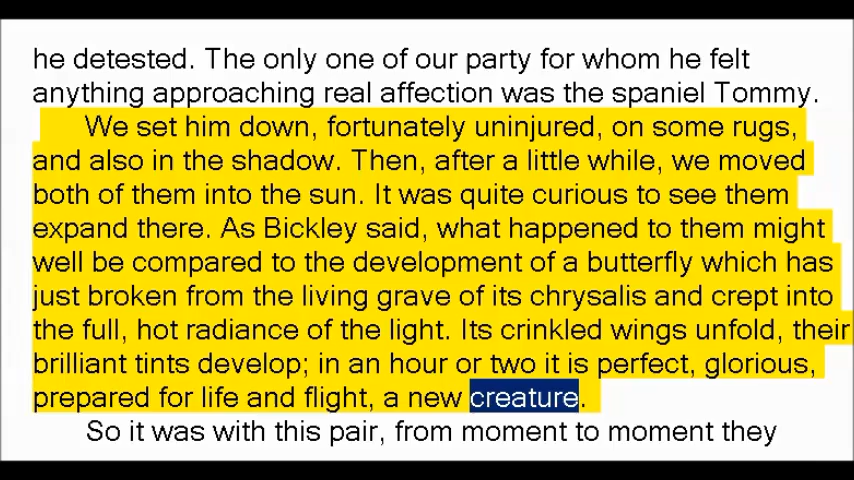 he detested. The only one of our party for whom he felt
anything approaching real affection was the spaniel Tommy.
We set him down, fortunately uninjured, on some rugs,
and also in the shadow. Then, after a little while, we moved
both of them into the sun. It was quite curious to see them
expand there. As Bickley said, what happened to them might
well be compared to the development of a butterfly which has
just broken from the living grave of its chrysalis and crept into
the full, hot radiance of the light. Its crinkled wings unfold, their
brilliant tints develop; in an hour or two it is perfect, glorious,
prepared for life and flight, a new creature.
So it was with this pair, from moment to moment they